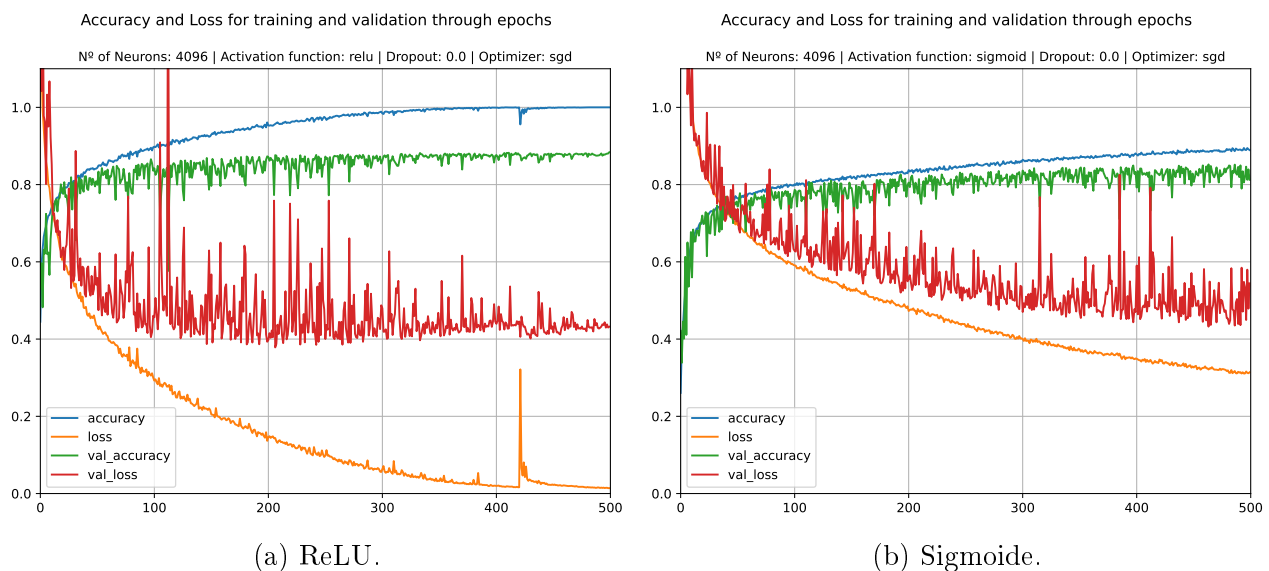 Accuracy and Loss for training and validation through epochs
Nº of Neurons: 4096 | Activation function: relu | Dropout: 0.0 | Optimizer: sgd
1.0
0.8
0.6
0.4
0.2
0.0
accuracy
loss
val_accuracy
val_loss
0 100 200 300 400 500
(a) ReLU.
Accuracy and Loss for training and validation through epochs
Nº of Neurons: 4096 | Activation function: sigmoid | Dropout: 0.0 | Optimizer: sgd
1.0
0.8
0.6
0.4
0.2
0.0
accuracy
loss
val_accuracy
val_loss
0 100 200 300 400 500
(b) Sigmoide.